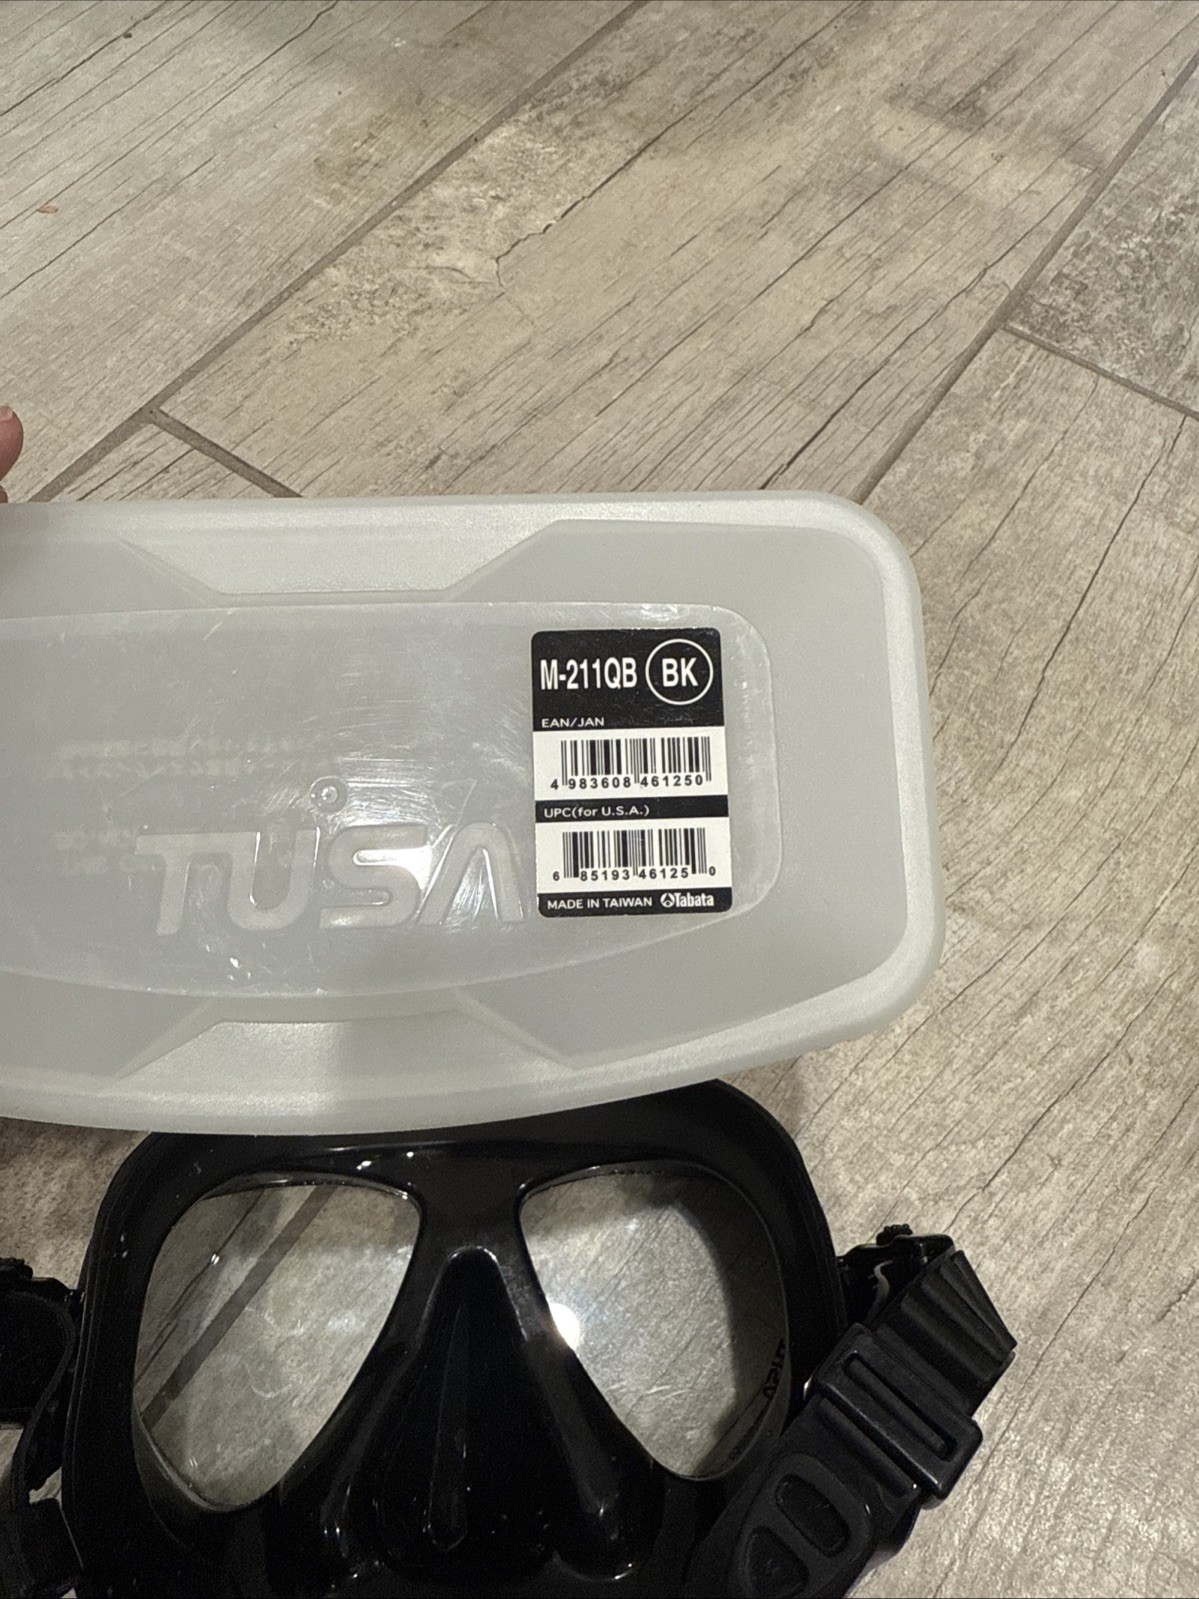 M-211QB BK
EAN/JAN
4 983608 461250
UPC(for U.S.A.)
6 85193 46125 0
MADE IN TAIWAN Tabata
TUSA